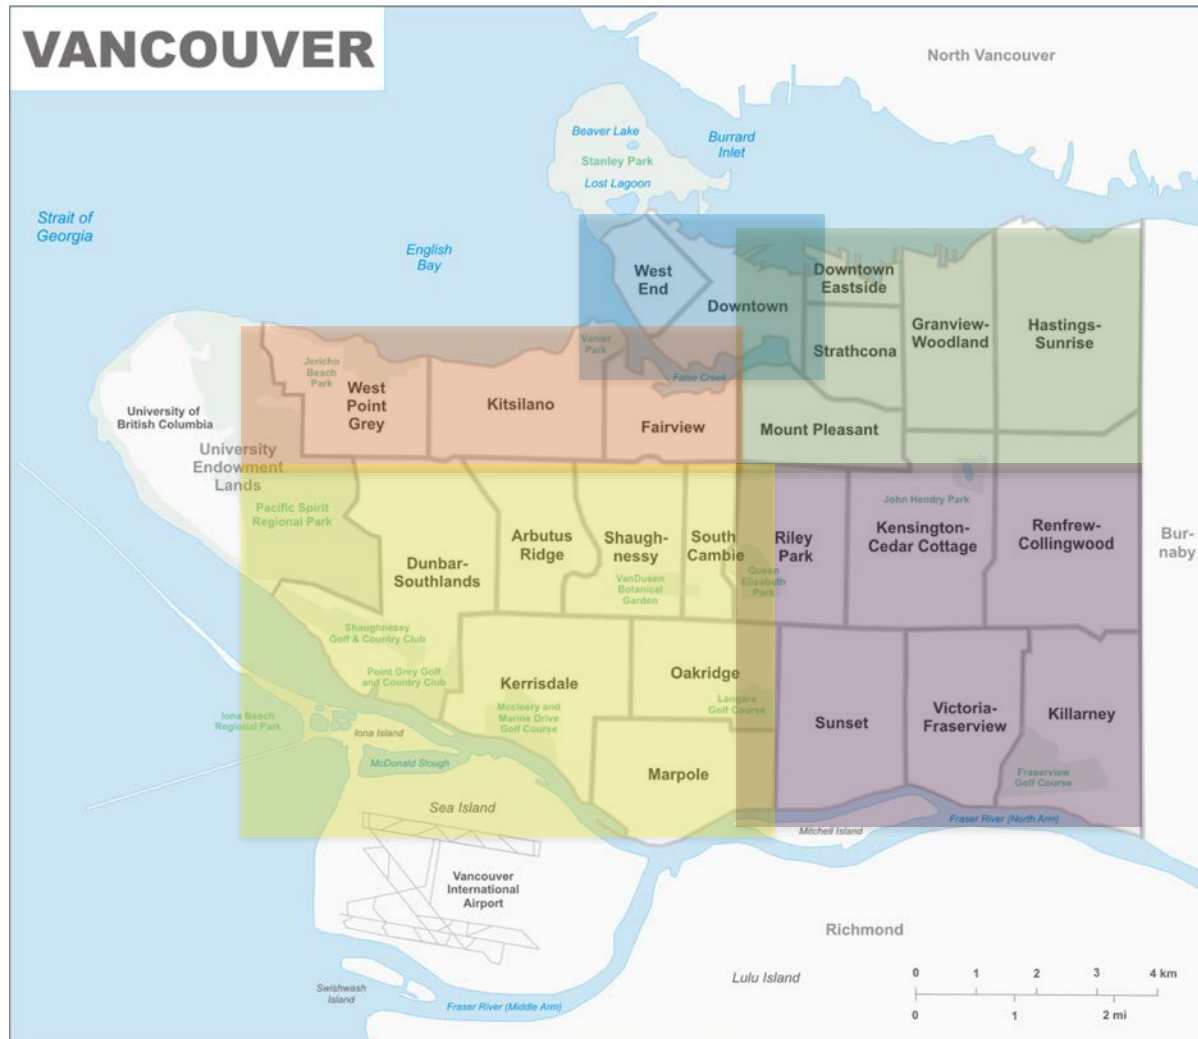 VANCOUVER
North Vancouver
Beaver Lake
Stanley Park
Lost Lagoon
Burrard
Inlet
Strait of
Georgia
English
Bay
West
End
Downtown
Downtown
Eastside
Granview-
Woodland
Hastings-
Sunrise
Strathcona
Vanier
Park
False Creek
Jericho
Beach
Park
West
Point
Grey
Kitsilano
Fairview
Mount Pleasant
University of
British Columbia
University
Endowment
Lands
Pacific Spirit
Regional Park
Dunbar-
Southlands
Arbutus
Ridge
Shaugh-
nessy
VanDusen
Botanical
Garden
South
Cambie
Riley
Park
Queen
Elisabeth
Park
John Hendry Park
Kensington-
Cedar Cottage
Renfrew-
Collingwood
Bur-
naby
Shaughnessy
Golf & Country Club
Point Grey Golf
and Country Club
Kerrisdale
Mccleery and
Marine Drive
Golf Course
Oakridge
Langara
Golf Course
Sunset
Victoria-
Fraserview
Killarney
Fraserview
Golf Course
Marpole
Iona Beach
Regional Park
Iona Island
McDonald Slough
Sea Island
Mitchell Island
Fraser River (North Arm)
Vancouver
International
Airport
Richmond
Lulu Island
Swishwash
Island
Fraser River (Middle Arm)
0 1 2 3 4 km
0 1 2 mi